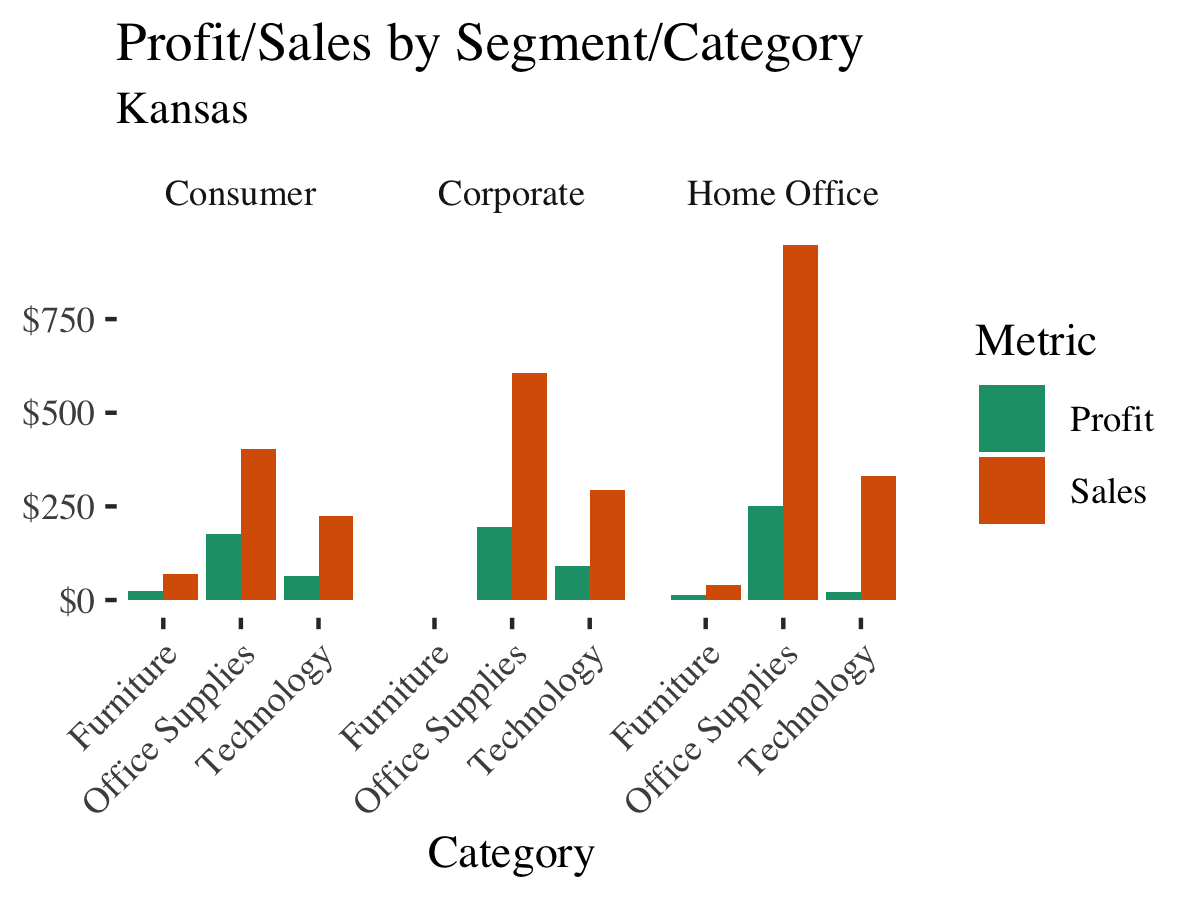 Profit/Sales by Segment/Category
Kansas
Consumer
Corporate
Home Office
$750
$500
$250
$0
Furniture
Office Supplies
Technology
Furniture
Office Supplies
Technology
Furniture
Office Supplies
Technology
Category
Metric
Profit
Sales